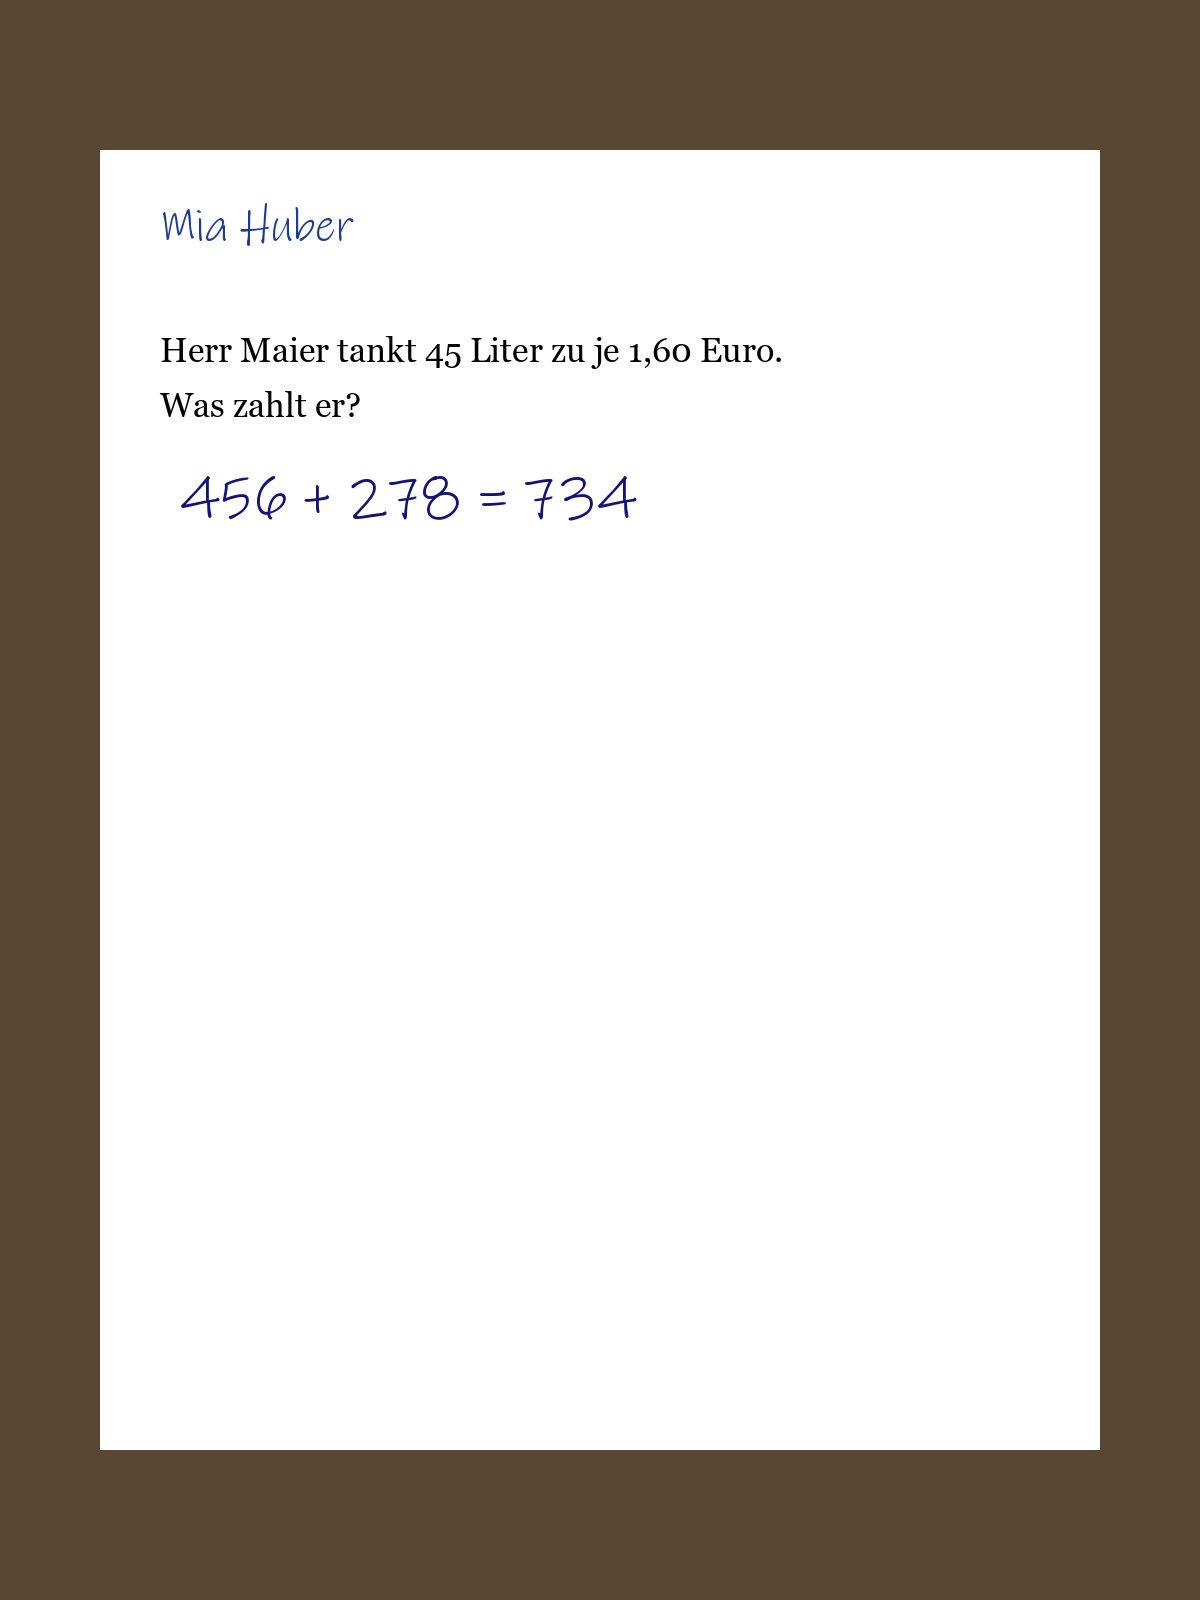 Mia Huber
Herr Maier tankt 45 Liter zu je 1,60 Euro.
Was zahlt er?
456 + 278 = 734